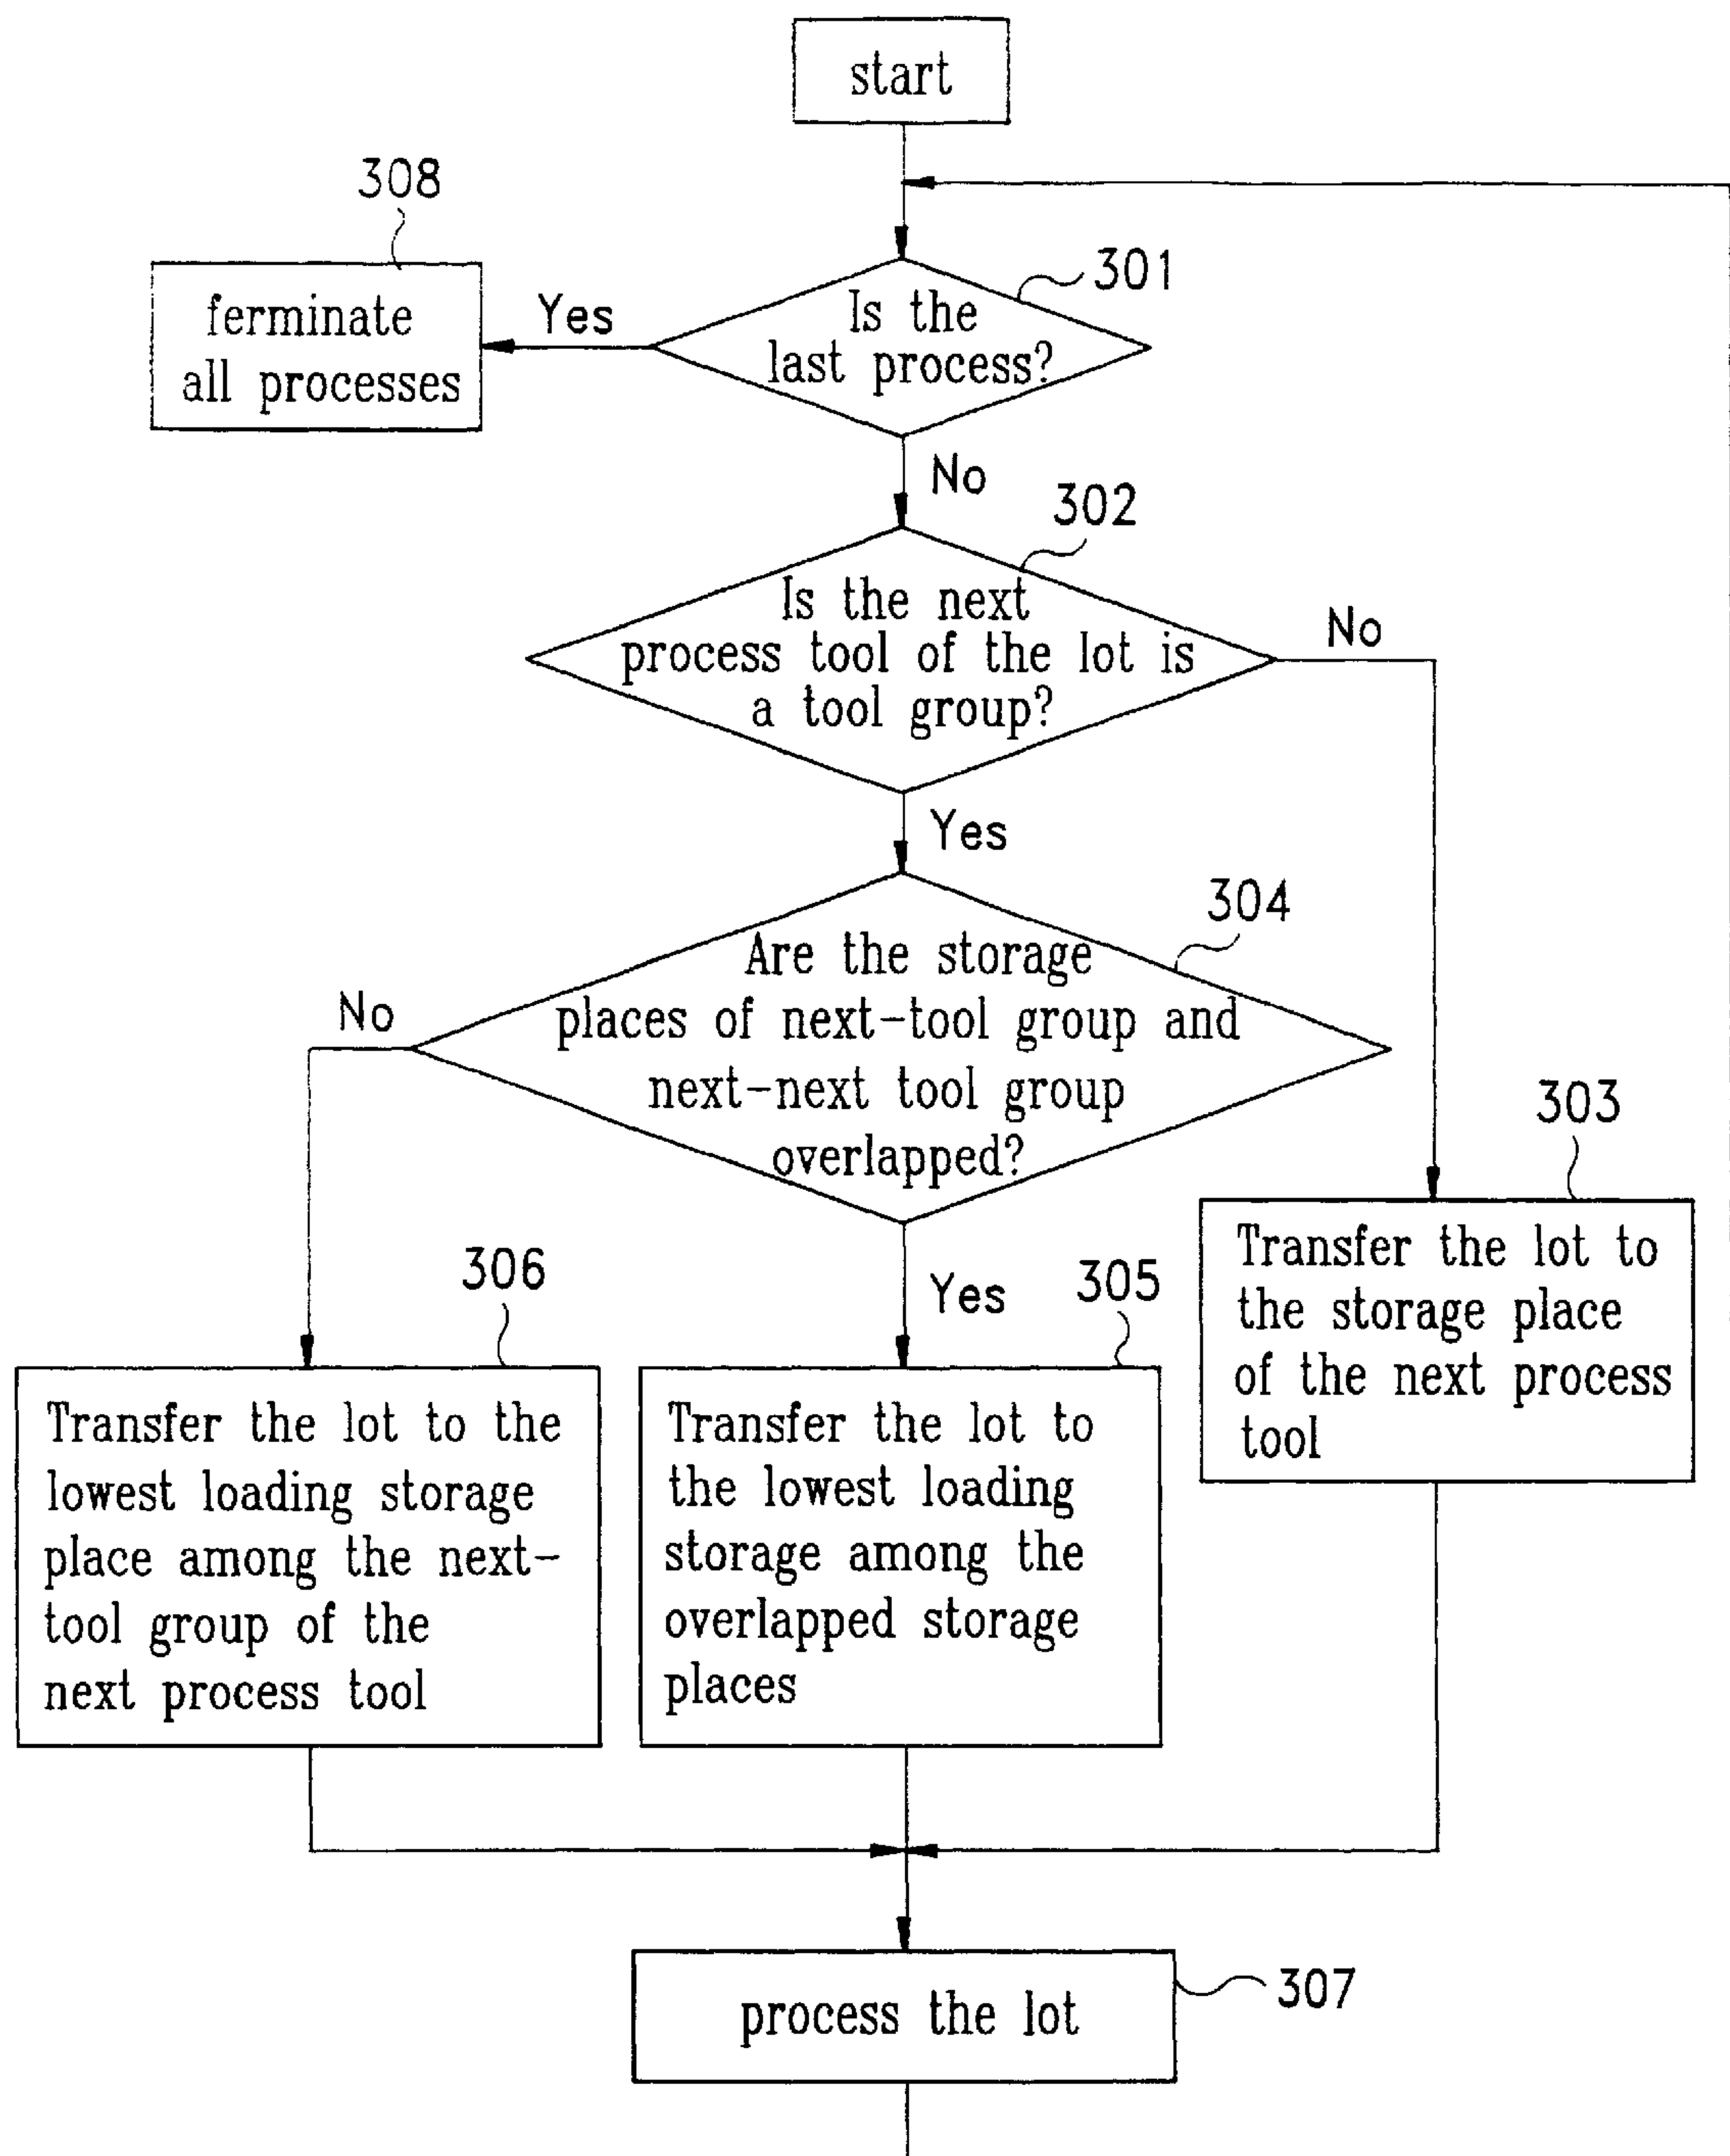 start
308
301
ferminate
all processes
Yes
Is the
last process?
No
302
Is the next
process tool of the lot is
a tool group?
No
Yes
304
Are the storage
places of next-tool group and
next-next tool group
overlapped?
No
303
Transfer the lot to
the storage place
of the next process
tool
306
Yes
305
Transfer the lot to the
lowest loading storage
place among the next-
tool group of the
next process tool
Transfer the lot to
the lowest loading
storage among the
overlapped storage
places
process the lot
307